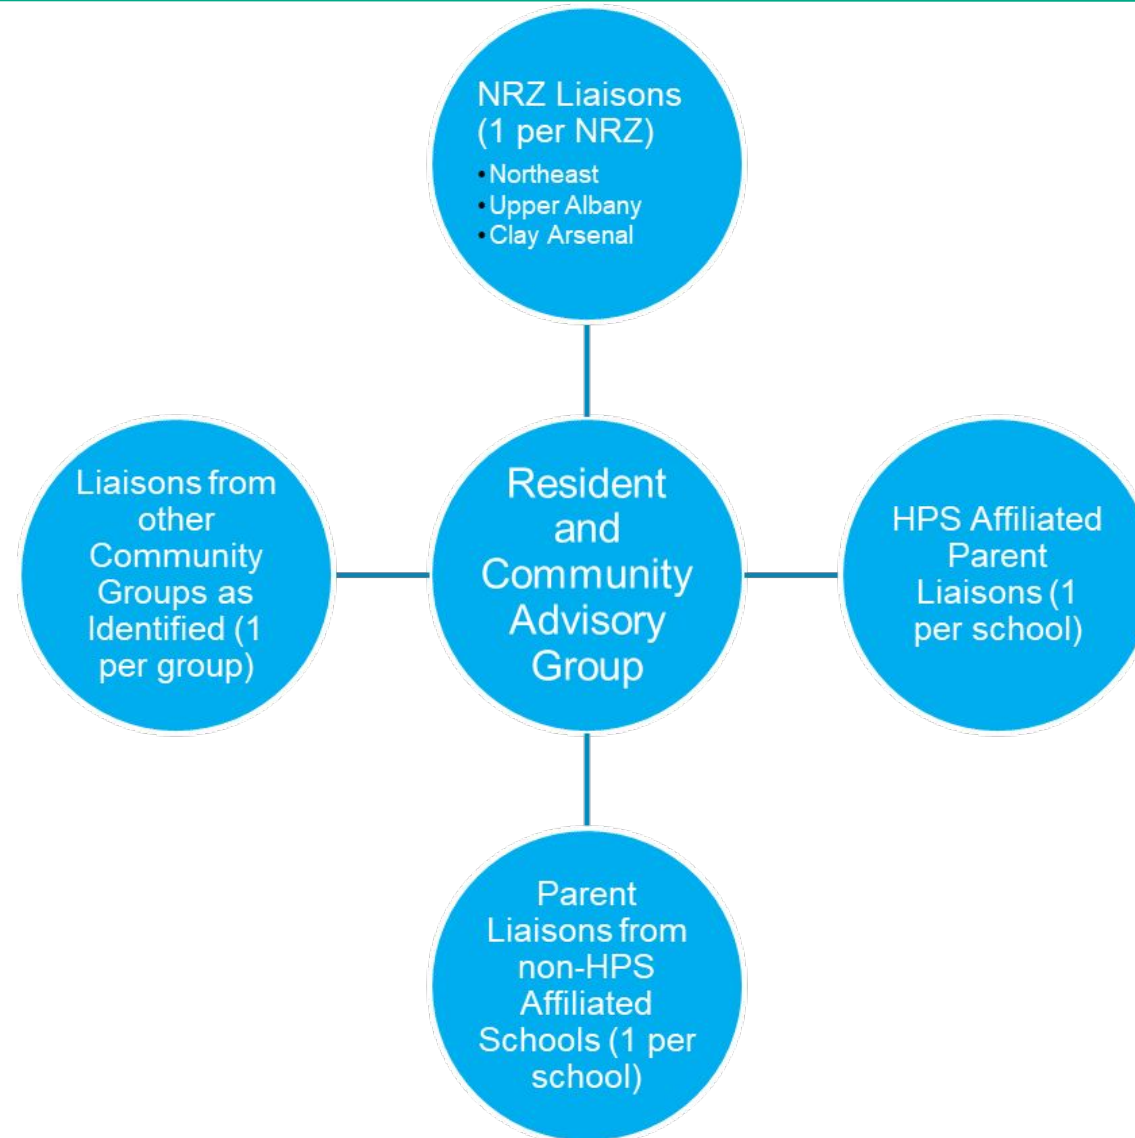 NRZ Liaisons
(1 per NRZ)
•Northeast
•Upper Albany
•Clay Arsenal
Liaisons from
other
Community
Groups as
Identified (1
per group)
Resident
and
Community
Advisory
Group
HPS Affiliated
Parent
Liaisons (1
per school)
Parent
Liaisons from
non-HPS
Affiliated
Schools (1 per
school)